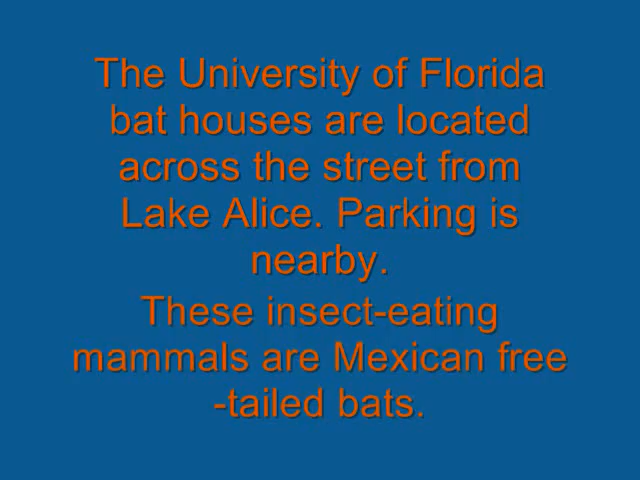 The University of Florida
bat houses are located
across the street from
Lake Alice. Parking is
nearby.
These insect-eating
mammals are Mexican free
-tailed bats.